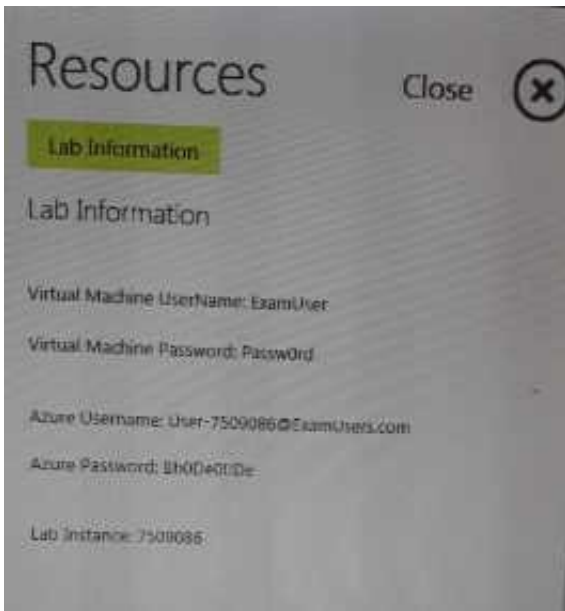 Resources
Close
Lab Information
Lab Information
Virtual Machine UserName: ExamUser
Virtual Machine Password: Passw0rd
Azure Username: User-7509086@ExamUsers.com
Azure Password:
Lab Instance: 7509086